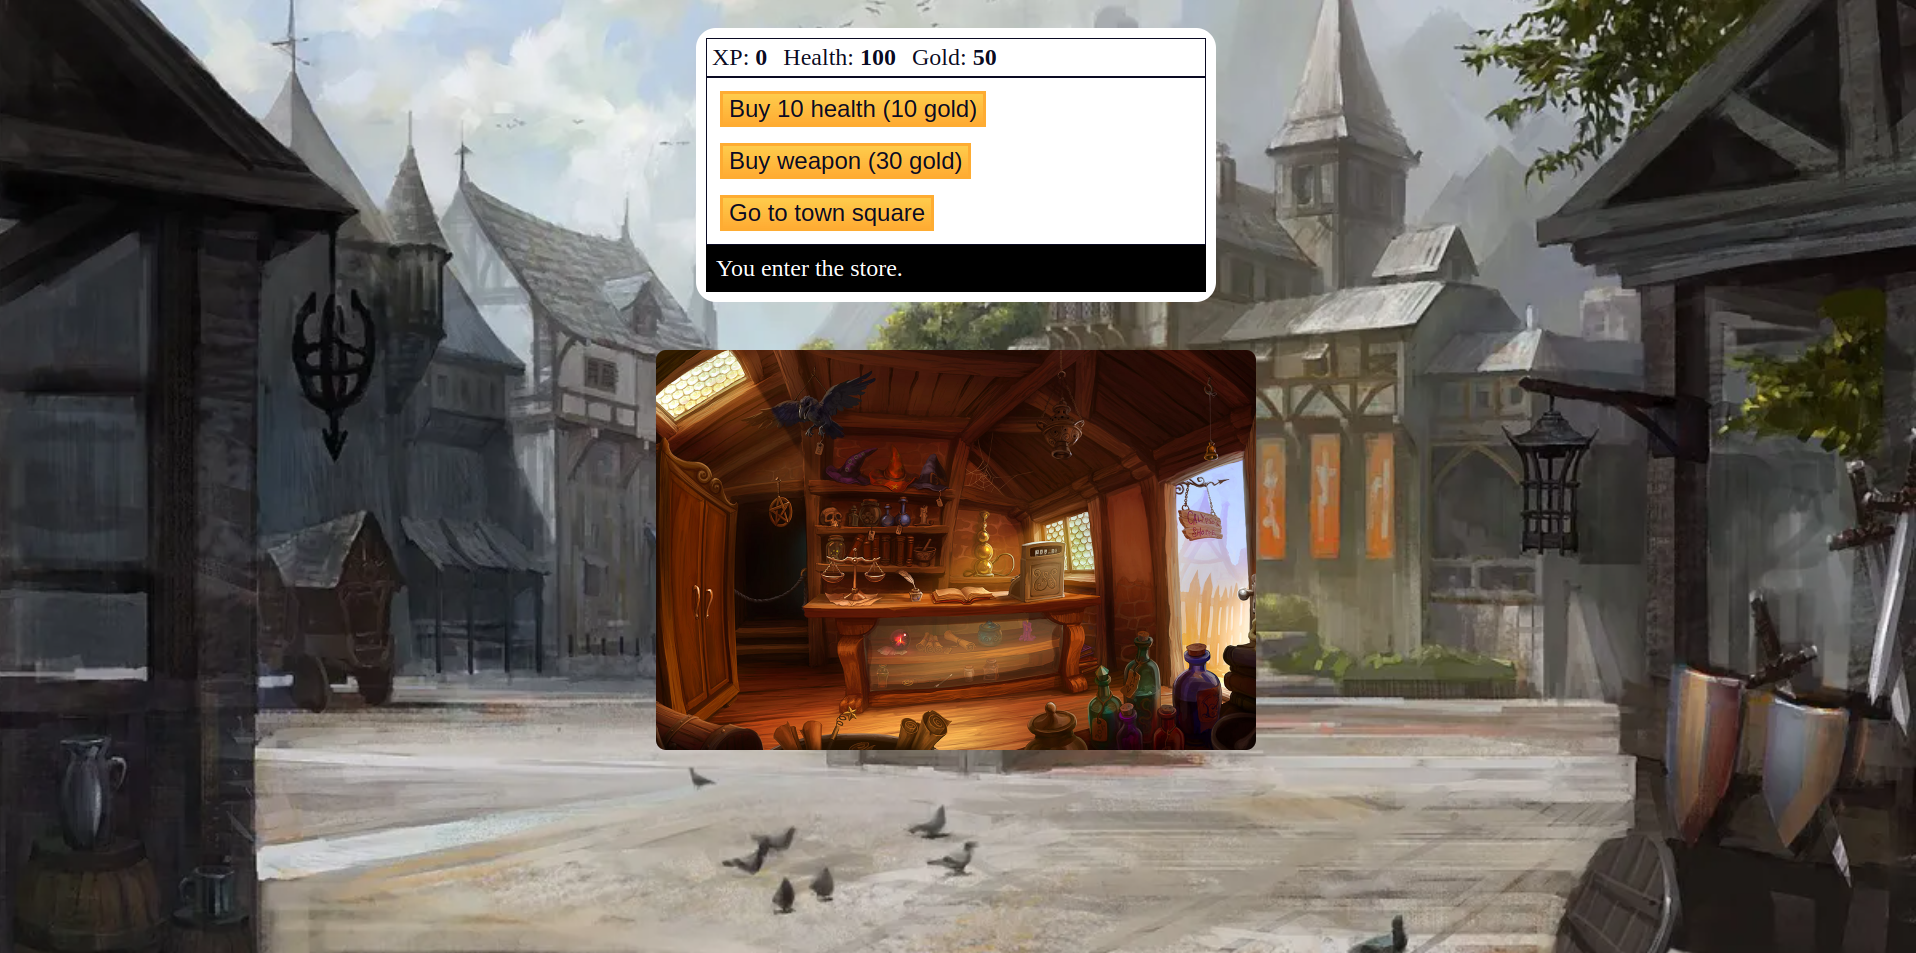 XP: 0 Health: 100 Gold: 50
Buy 10 health (10 gold)
Buy weapon (30 gold)
Go to town square
You enter the store.